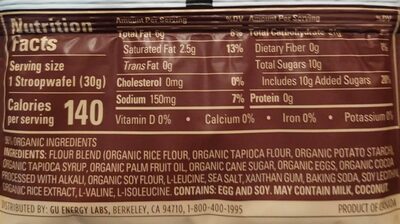 Nutrition
Facts
Serving size
1 Stroopwafel (30g)
Calories
per serving 140
Amount Per Serving %DV
Total Fat 6g 8%
Saturated Fat 2.5g 13%
Trans Fat 0g
Cholesterol 0mg 0%
Sodium 150mg 7%
Amount Per Serving %DV
Total Carbohydrate
Dietary Fiber 0g
Total Sugars 10g
Includes 10g Added Sugars 20%
Protein 0g
Vitamin D 0% • Calcium 0% • Iron 0% • Potassium 0%
ORGANIC INGREDIENTS
INGREDIENTS: FLOUR BLEND (ORGANIC RICE FLOUR, ORGANIC TAPIOCA FLOUR, ORGANIC POTATO STARCH),
ORGANIC TAPIOCA SYRUP, ORGANIC PALM FRUIT OIL, ORGANIC CANE SUGAR, ORGANIC EGGS, ORGANIC COCOA
PROCESSED WITH ALKALI, ORGANIC SOY FLOUR, L-LEUCINE, SEA SALT, XANTHAN GUM, BAKING SODA, SOY LECITHIN,
ORGANIC RICE EXTRACT, L-VALINE, L-ISOLEUCINE. CONTAINS: EGG AND SOY. MAY CONTAIN MILK, COCONUT.
DISTRIBUTED BY: GU ENERGY LABS, BERKELEY, CA 94710, 1-800-400-1995
PRODUCT OF